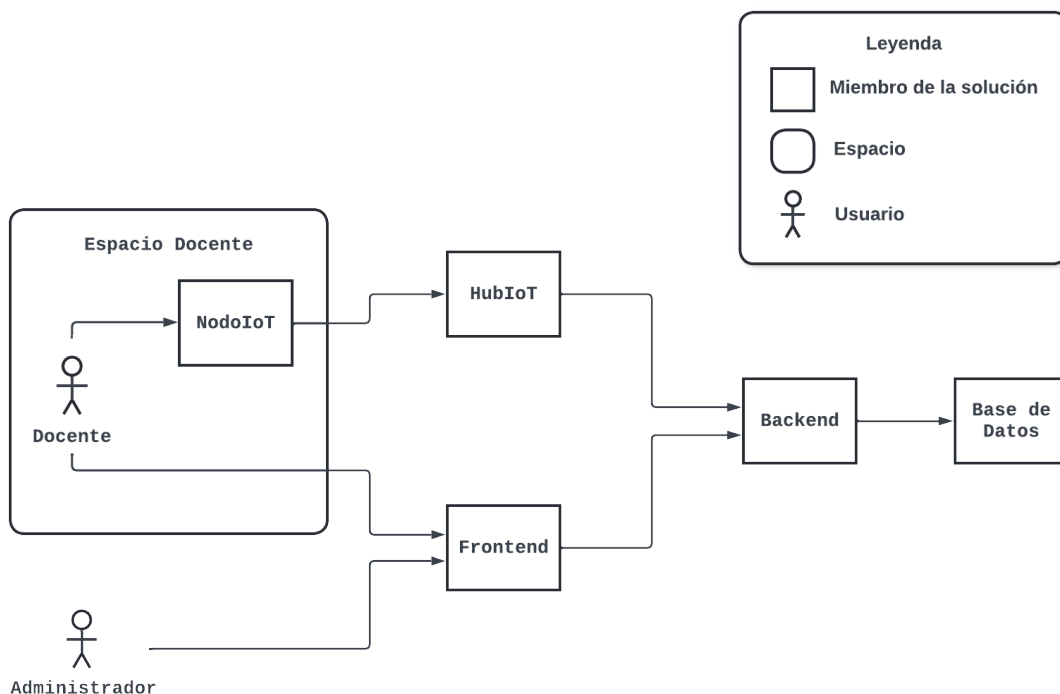 Leyenda
Miembro de la solución
Espacio
Usuario
Espacio Docente
NodoIoT
HubIoT
Docente
Backend
Base de
Datos
Frontend
Administrador